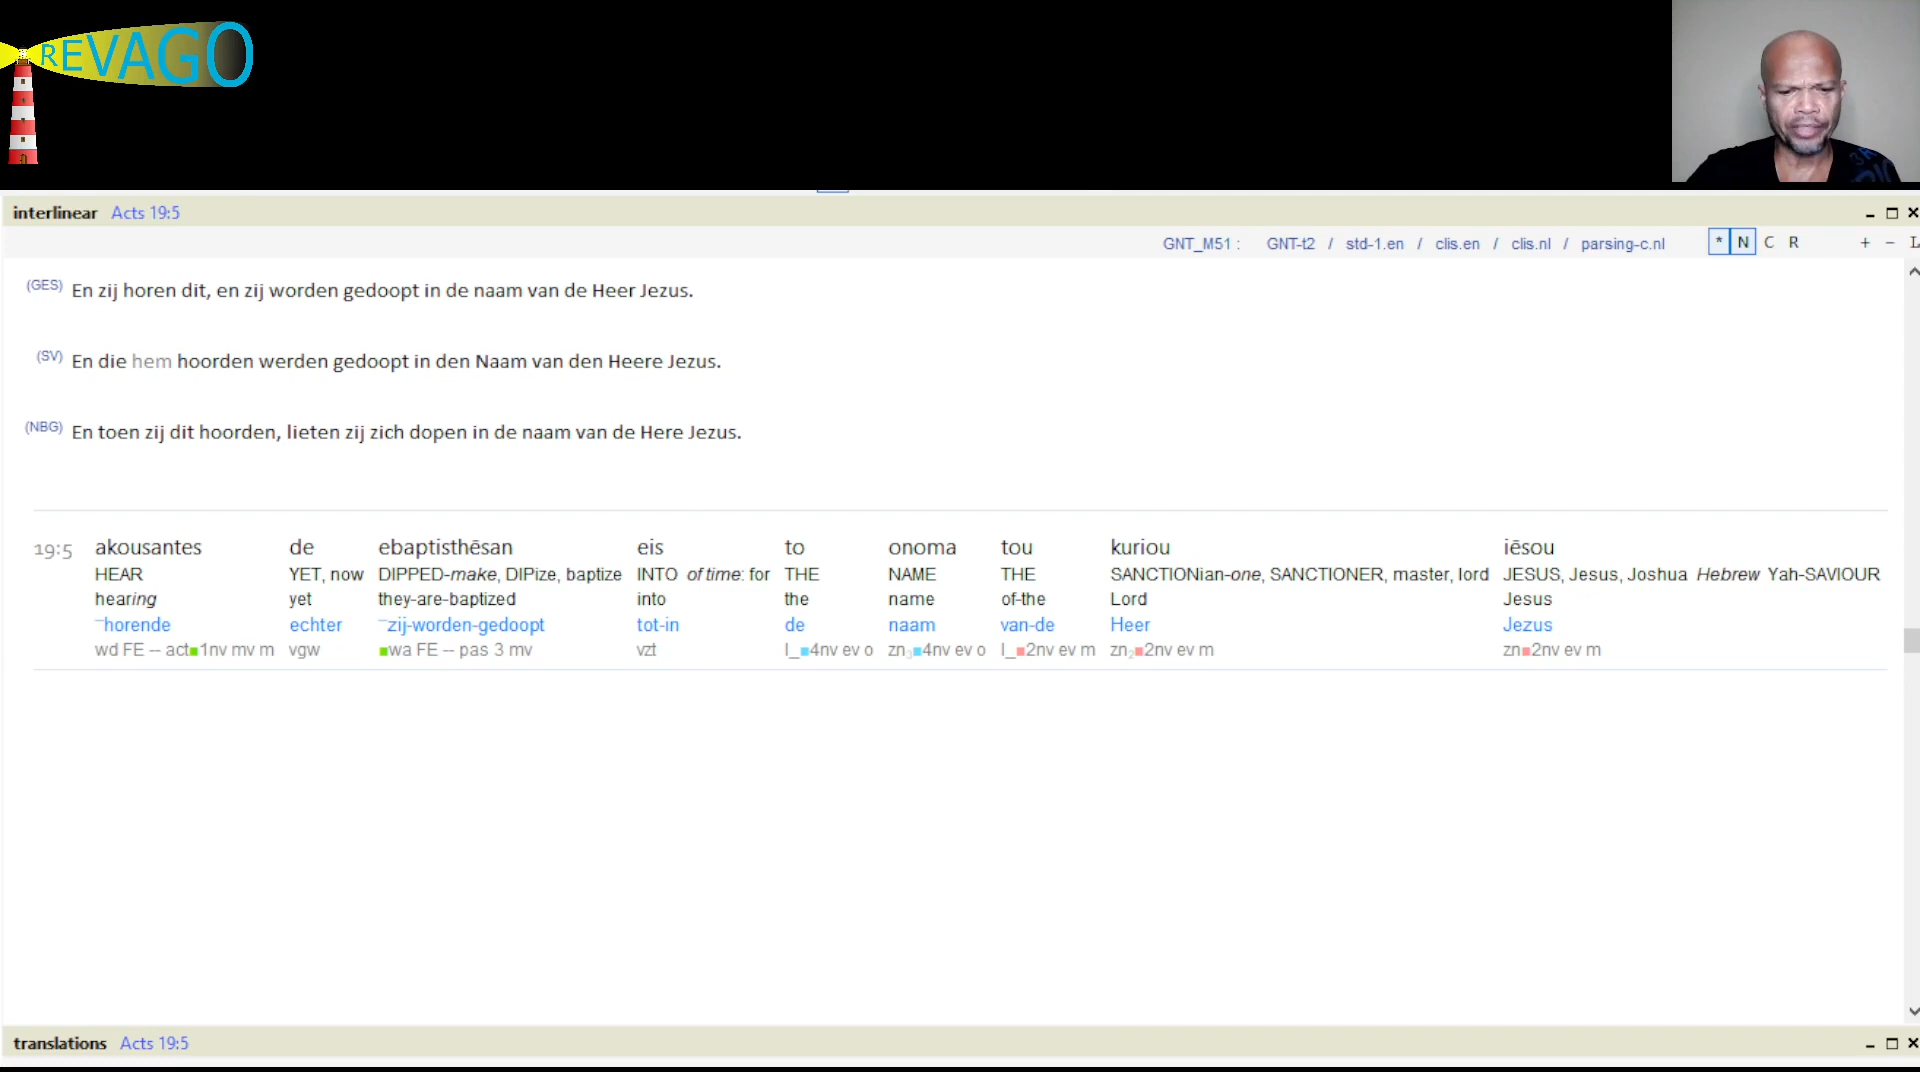 REVAGO
interlinear Acts 19:5
GNT_M51 : GNT-t2 / std-1.en / clis.en / clis.nl / parsing-c.nl * N C R + − L
(GES) En zij horen dit, en zij worden gedoopt in de naam van de Heer Jezus.
(SV) En die hem hoorden werden gedoopt in den Naam van den Heere Jezus.
(NBG) En toen zij dit hoorden, lieten zij zich dopen in de naam van de Here Jezus.
19:5 akousantes de ebaptisthēsan eis to onoma tou kuriou iēsou
HEAR YET, now DIPPED-make, DIPize, baptize INTO of time: for THE NAME THE SANCTIONian-one, SANCTIONER, master, lord JESUS, Jesus, Joshua Hebrew Yah-SAVIOUR
hearing yet they-are-baptized into the name of-the Lord Jesus
¯horende echter ¯zij-worden-gedoopt tot-in de naam van-de Heer Jezus
wd FE -- act■1nv mv m vgw ■wa FE -- pas 3 mv vzt l_■4nv ev o zn₃■4nv ev o l_■2nv ev m zn₂■2nv ev m zn■2nv ev m
translations Acts 19:5